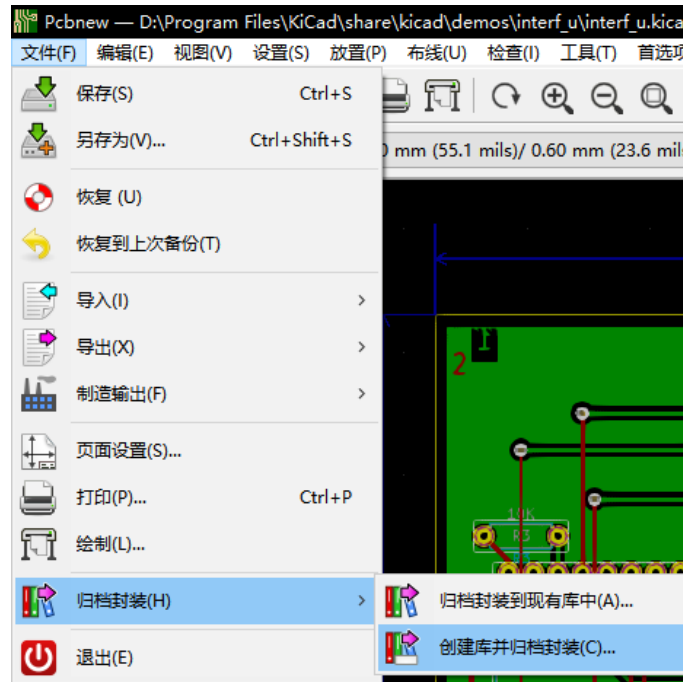 Pcbnew — D:\Program Files\KiCad\share\kicad\demos\interf_u\interf_u.kica
文件(F) 编辑(E) 视图(V) 设置(S) 放置(P) 布线(U) 检查(I) 工具(T) 首选项
保存(S) Ctrl+S
另存为(V)... Ctrl+Shift+S
0 mm (55.1 mils)/ 0.60 mm (23.6 mil
恢复 (U)
恢复到上次备份(T)
导入(I)
导出(X)
制造输出(F)
页面设置(S)...
打印(P)... Ctrl+P
绘制(L)...
归档封装(H)
退出(E)
归档封装到现有库中(A)...
创建库并归档封装(C)...
1
2
10K
R3